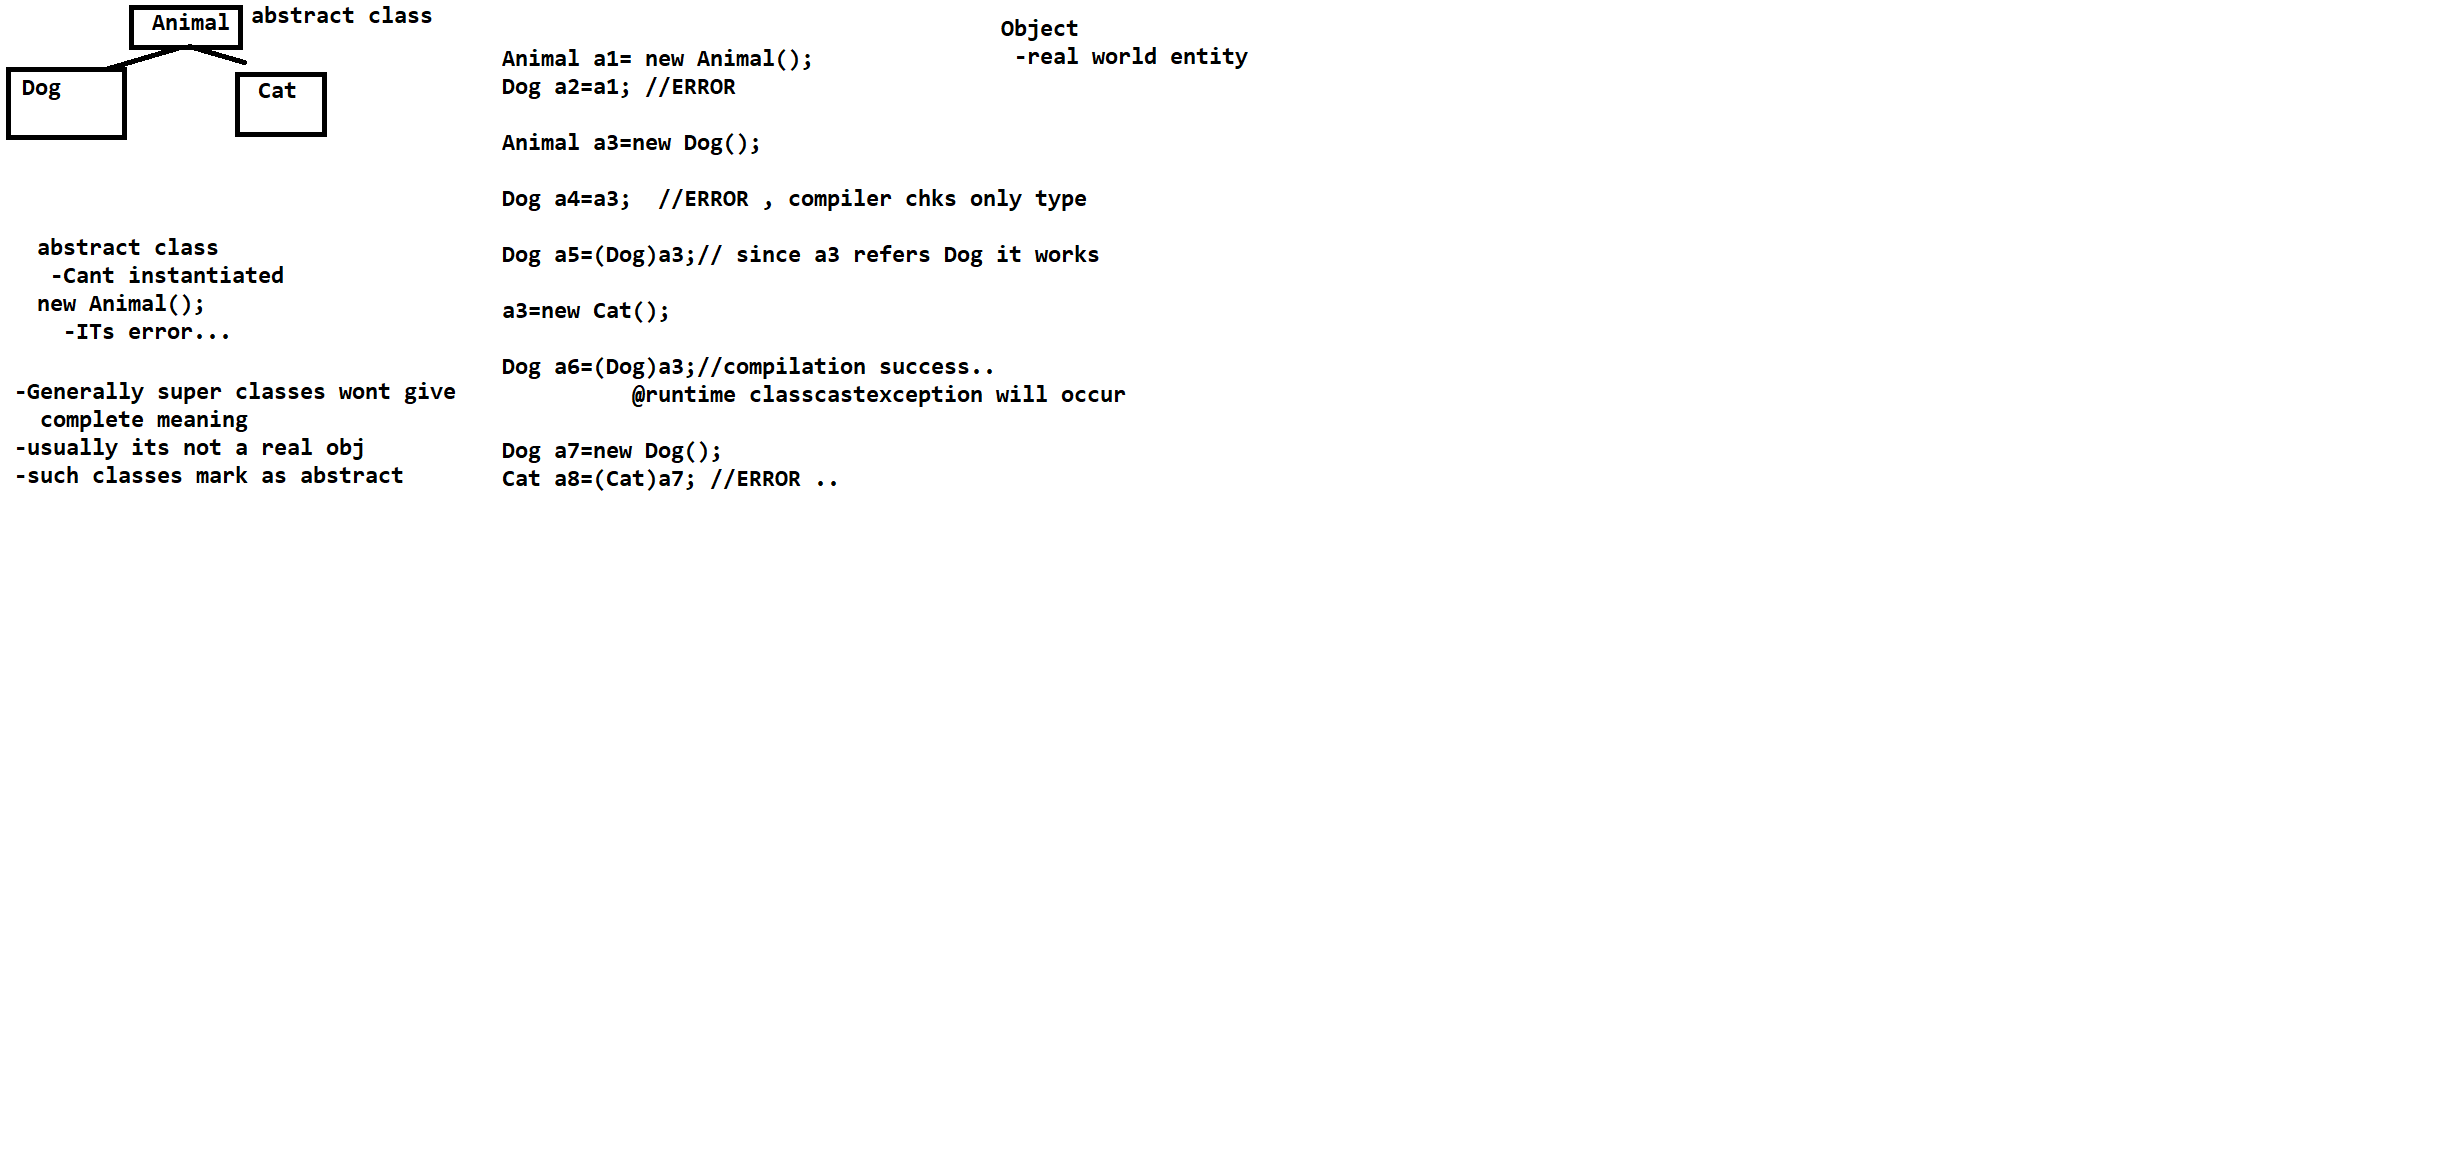 Animal
abstract class
Dog
Cat
abstract class
-Cant instantiated
new Animal();
-ITs error...
-Generally super classes wont give
complete meaning
-usually its not a real obj
-such classes mark as abstract
Animal a1= new Animal();
Dog a2=a1; //ERROR
Animal a3=new Dog();
Dog a4=a3;  //ERROR , compiler chks only type
Dog a5=(Dog)a3;// since a3 refers Dog it works
a3=new Cat();
Dog a6=(Dog)a3;//compilation success..
@runtime classcastexception will occur
Dog a7=new Dog();
Cat a8=(Cat)a7; //ERROR ..
Object
-real world entity